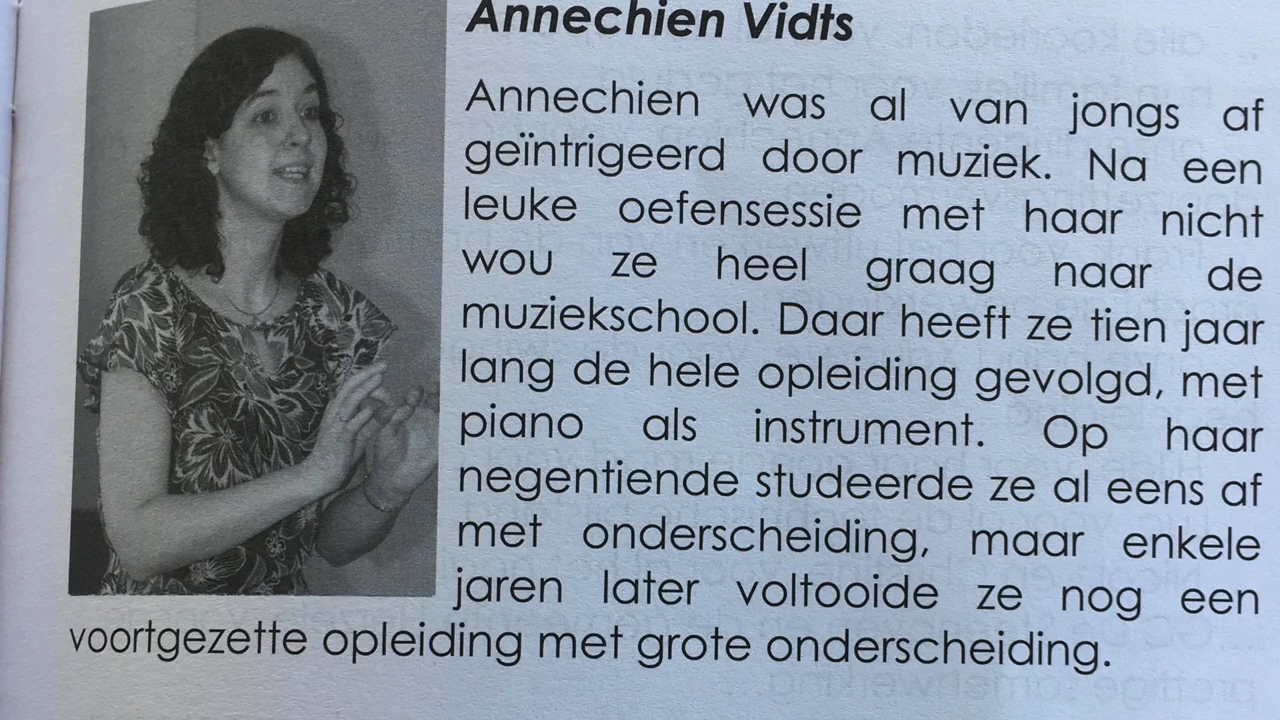 Annechien Vidts
Annechien was al van jongs af
geïntrigeerd door muziek. Na een
leuke oefensessie met haar nicht
wou ze heel graag naar de
muziekschool. Daar heeft ze tien jaar
lang de hele opleiding gevolgd, met
piano als instrument. Op haar
negentiende studeerde ze al eens af
met onderscheiding, maar enkele
jaren later voltooide ze nog een
voortgezette opleiding met grote onderscheiding.